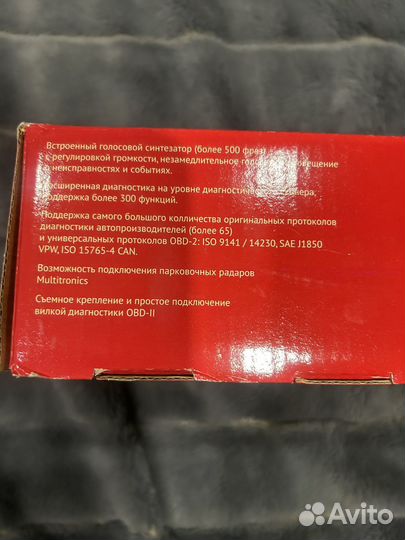 Встроенный голосовой синтезатор (более 500 фраз)
с регулировкой громкости, незамедлительное
о неисправностях и событиях.
Расширенная диагностика на уровне
поддержка более 300 функций.
Поддержка самого большого колличества оригинальных протоколов
диагностики автопроизводителей (более 65)
и универсальных протоколов OBD-2: ISO 9141 / 14230, SAE J1850
VPW, ISO 15765-4 CAN.
Возможность подключения парковочных радаров
Multitronics
Съемное крепление и простое подключение
вилкой диагностики OBD-II
Avito